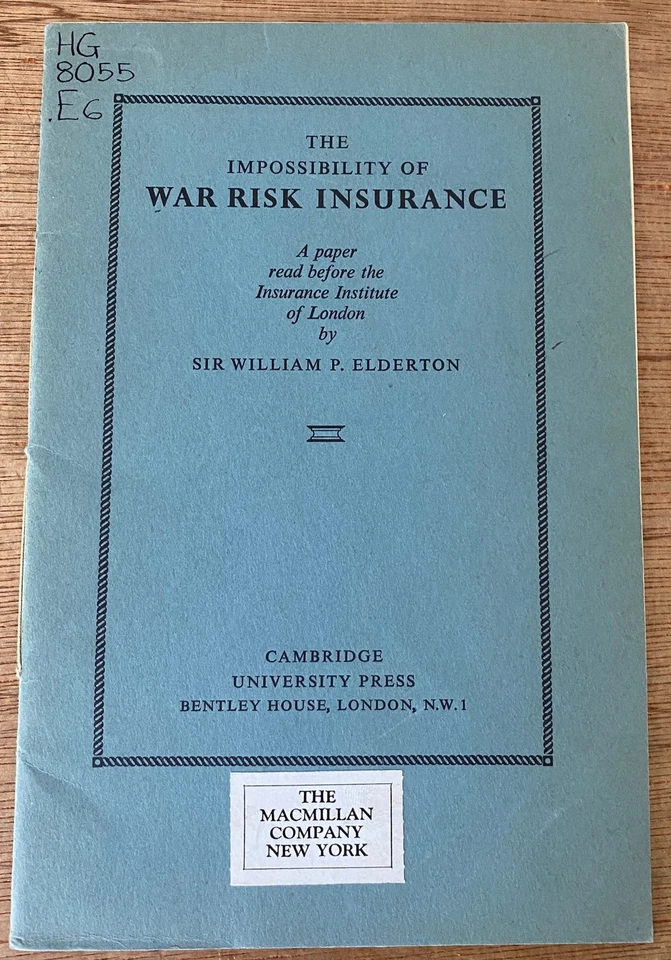 HG
8055
.E6
THE
IMPOSSIBILITY OF
WAR RISK INSURANCE
A paper
read before the
Insurance Institute
of London
by
SIR WILLIAM P. ELDERTON
CAMBRIDGE
UNIVERSITY PRESS
BENTLEY HOUSE, LONDON, N.W.1
THE
MACMILLAN
COMPANY
NEW YORK